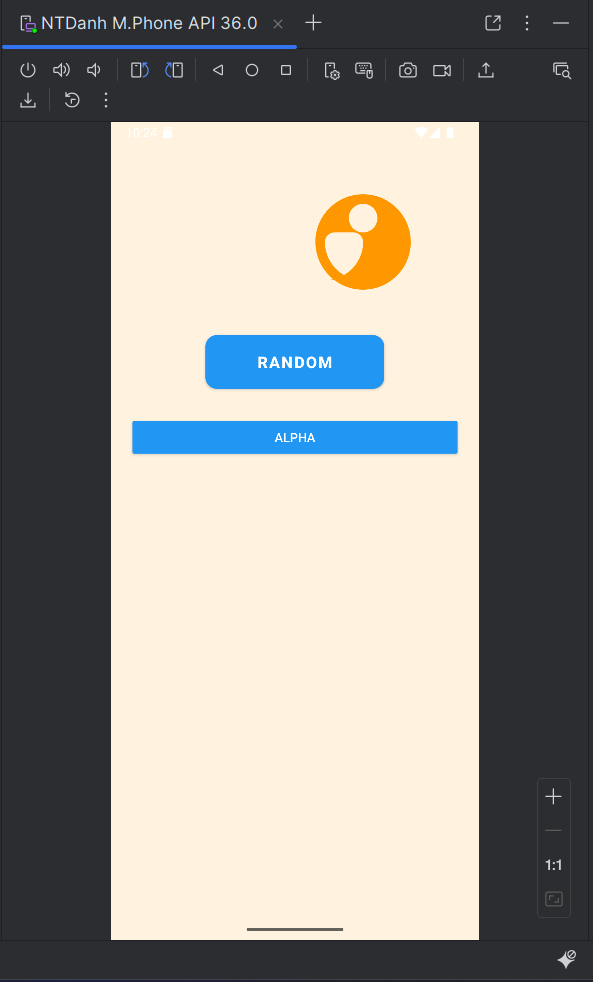 NTDanh M.Phone API 36.0
10:24
RANDOM
ALPHA
1:1